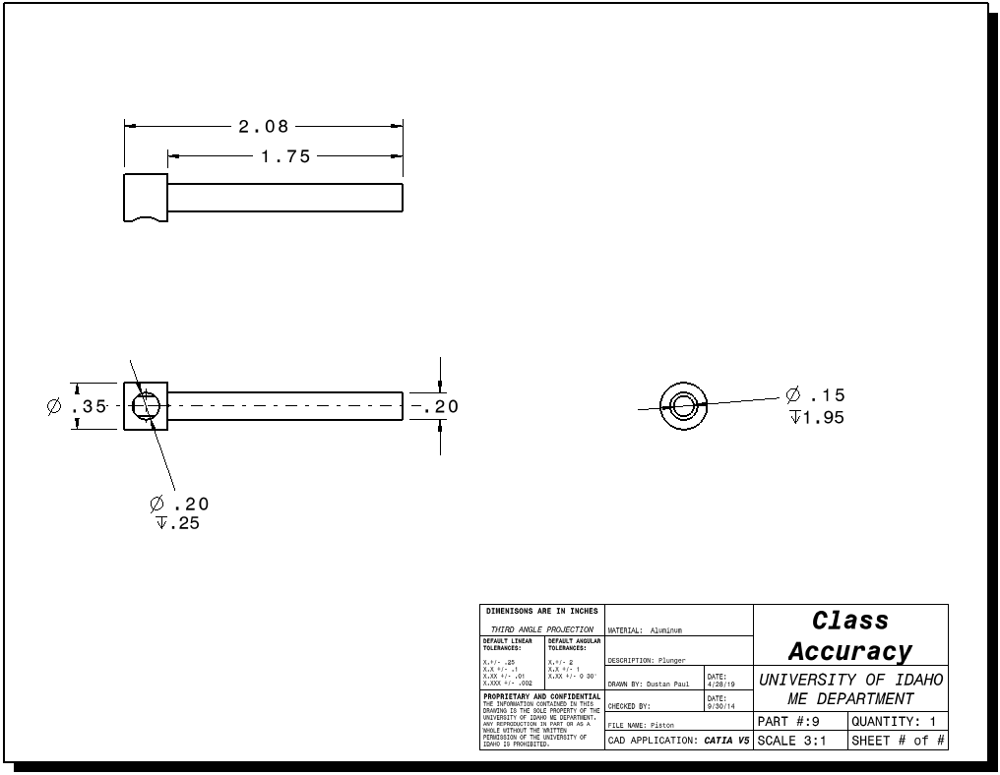 2.08
1.75
Ø .35
.20
Ø .15
↧1.95
Ø .20
↧.25
DIMENISONS ARE IN INCHES
THIRD ANGLE PROJECTION
DEFAULT LINEAR TOLERANCES:
X.+/- .25
X.X +/- .1
X.XX +/- .01
X.XXX +/- .002
DEFAULT ANGULAR TOLERANCES:
X.+/- 2
X.X +/- 1
X.XX +/- 0 30'
PROPRIETARY AND CONFIDENTIAL
THE INFORMATION CONTAINED IN THIS
DRAWING IS THE SOLE PROPERTY OF THE
UNIVERSITY OF IDAHO ME DEPARTMENT.
ANY REPRODUCTION IN PART OR AS A
WHOLE WITHOUT THE WRITTEN
PERMISSION OF THE UNIVERSITY OF
IDAHO IS PROHIBITED.
MATERIAL: Aluminum
DESCRIPTION: Plunger
DRAWN BY: Dustan Paul
DATE:
4/28/19
CHECKED BY:
DATE:
9/30/14
FILE NAME: Piston
CAD APPLICATION: CATIA V5
Class
Accuracy
UNIVERSITY OF IDAHO
ME DEPARTMENT
PART #:9
QUANTITY: 1
SCALE 3:1
SHEET # of #